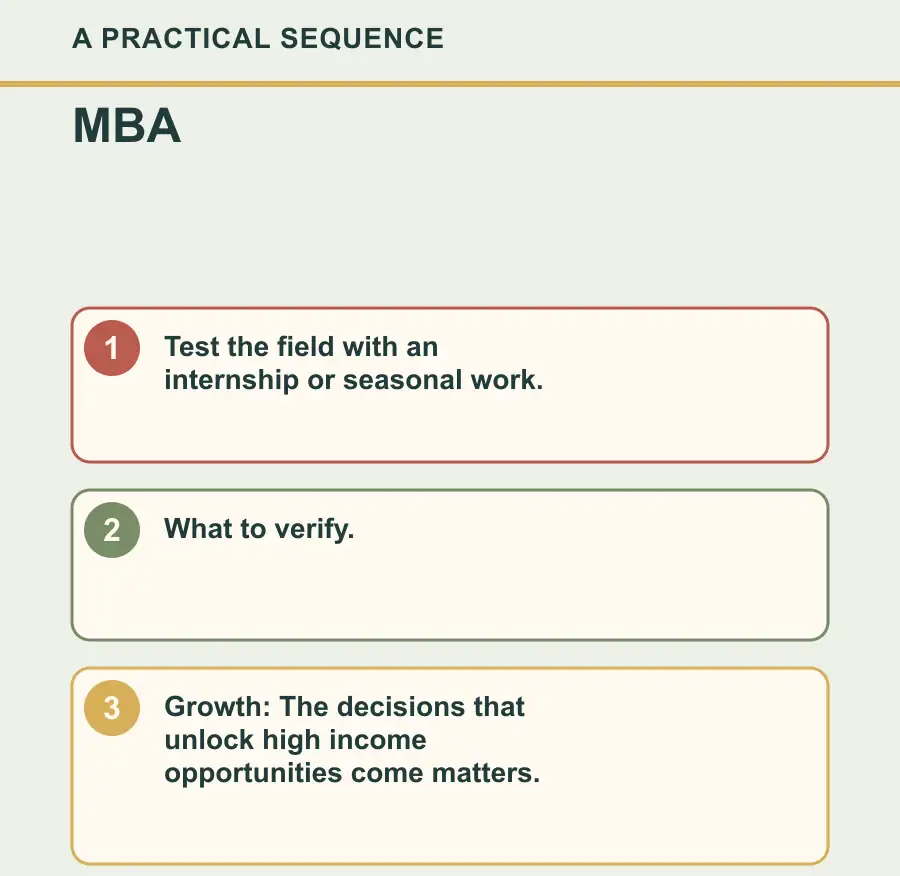 A PRACTICAL SEQUENCE
MBA
1
Test the field with an
internship or seasonal work.
2
What to verify.
3
Growth: The decisions that
unlock high income
opportunities come matters.